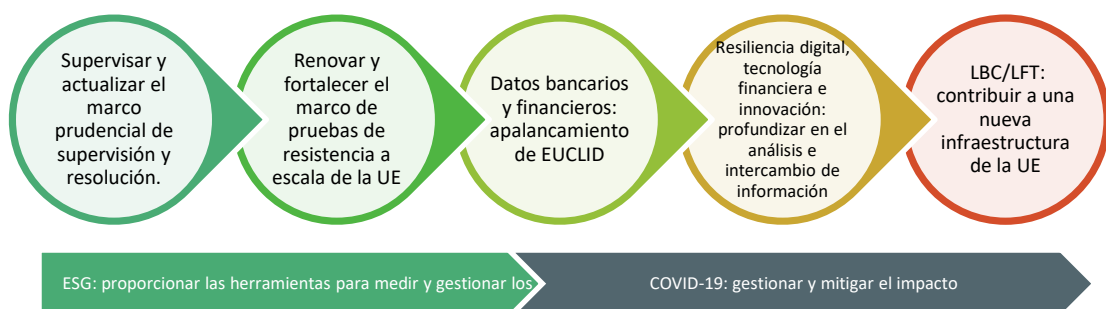 Supervisar y
actualizar el
marco
prudencial de
supervisión y
resolución.
Renovar y
fortalecer el
marco de
pruebas de
resistencia a
escala de la UE
Datos bancarios
y financieros:
apalancamiento
de EUCLID
Resiliencia digital,
tecnología
financiera e
innovación:
profundizar en el
análisis e
intercambio de
información
LBC/LFT:
contribuir a una
nueva
infraestructura
de la UE
ESG: proporcionar las herramientas para medir y gestionar los
COVID-19: gestionar y mitigar el impacto